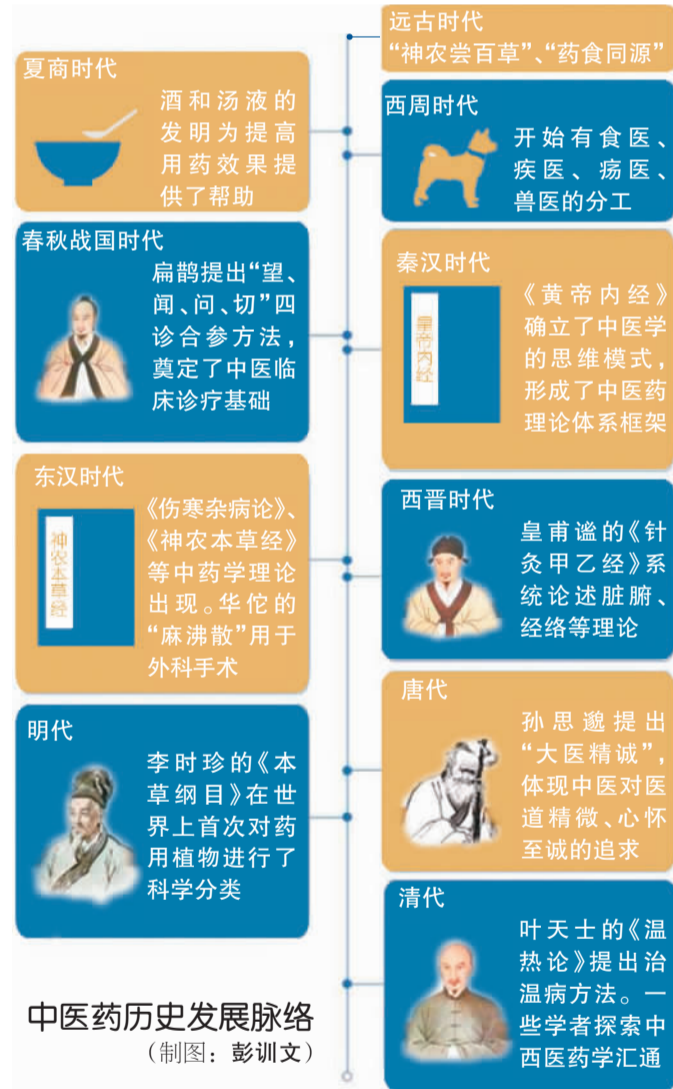 远古时代
“神农尝百草”、“药食同源”
夏商时代
酒和汤液的
发明为提高
用药效果提
供了帮助
西周时代
开始有食医、
疾医、疡医、
兽医的分工
春秋战国时代
扁鹊提出“望、
闻、问、切”四
诊合参方法，
奠定了中医临
床诊疗基础
秦汉时代
皇帝内经
《黄帝内经》
确立了中医学
的思维模式，
形成了中医药
理论体系框架
东汉时代
神农本草经
《伤寒杂病论》、
《神农本草经》
等中药学理论
出现。华佗的
“麻沸散”用于
外科手术
西晋时代
皇甫谧的《针
灸甲乙经》系
统论述脏腑、
经络等理论
唐代
孙思邈提出
“大医精诚”，
体现中医对医
道精微、心怀
至诚的追求
明代
李时珍的《本
草纲目》在世
界上首次对药
用植物进行了
科学分类
清代
叶天士的《温
热论》提出治
温病方法。一
些学者探索中
西医药学汇通
中医药历史发展脉络
（制图：彭训文）